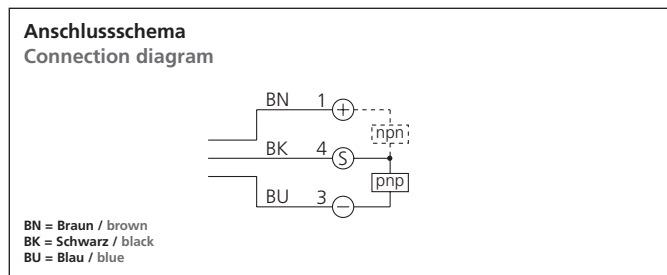 Anschlussschema
Connection diagram
BN 1 +
npn
BK 4 S
pnp
BU 3 −
BN = Braun / brown
BK = Schwarz / black
BU = Blau / blue